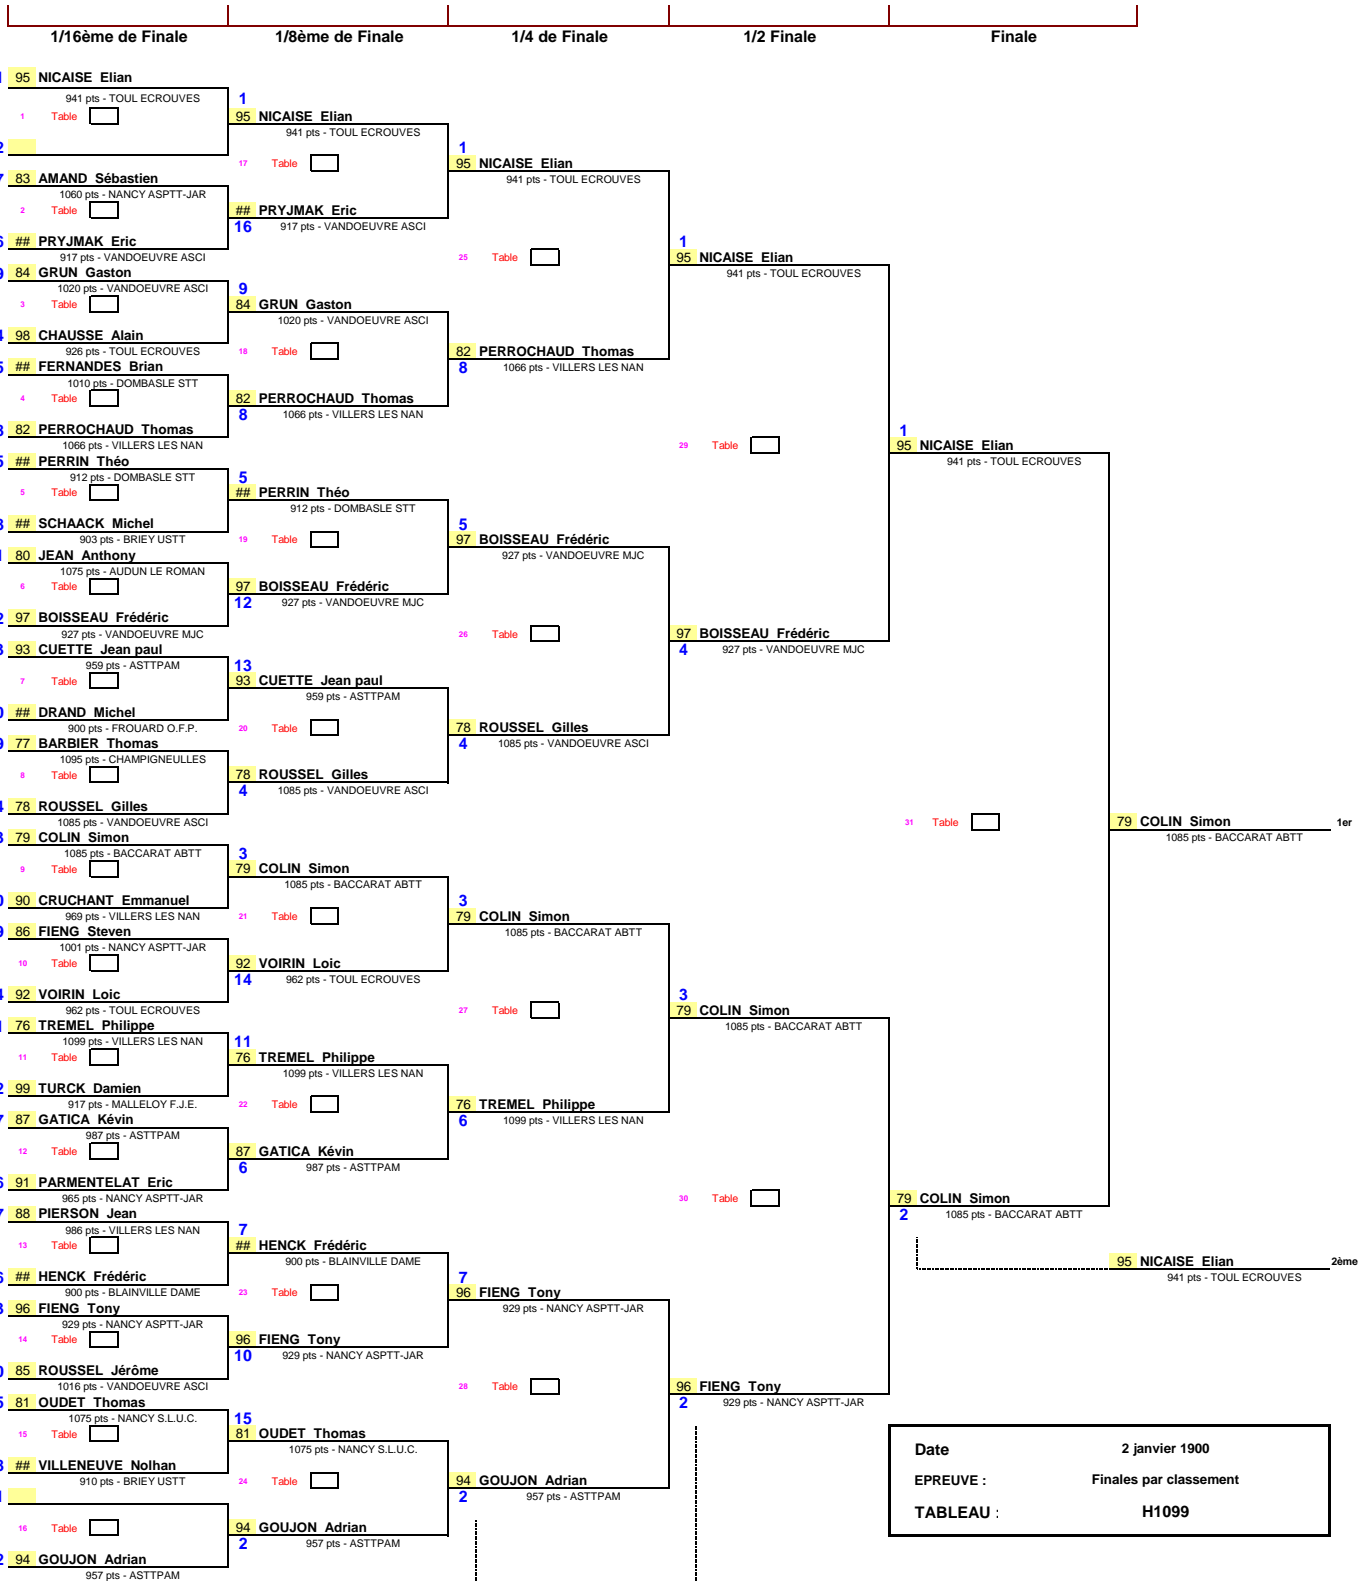 1/16ème de Finale 1/8ème de Finale 1/4 de Finale 1/2 Finale Finale
95 NICAISE Elian
941 pts - TOUL ECROUVES
1 Table
83 AMAND Sébastien
1060 pts - NANCY ASPTT-JAR
2 Table
## PRYJMAK Eric
917 pts - VANDOEUVRE ASCI
84 GRUN Gaston
1020 pts - VANDOEUVRE ASCI
3 Table
98 CHAUSSE Alain
926 pts - TOUL ECROUVES
## FERNANDES Brian
1010 pts - DOMBASLE STT
4 Table
82 PERROCHAUD Thomas
1066 pts - VILLERS LES NAN
## PERRIN Théo
912 pts - DOMBASLE STT
5 Table
## SCHAACK Michel
903 pts - BRIEY USTT
80 JEAN Anthony
1075 pts - AUDUN LE ROMAN
6 Table
97 BOISSEAU Frédéric
927 pts - VANDOEUVRE MJC
93 CUETTE Jean paul
959 pts - ASTTPAM
7 Table
## DRAND Michel
900 pts - FROUARD O.F.P.
77 BARBIER Thomas
1095 pts - CHAMPIGNEULLES
8 Table
78 ROUSSEL Gilles
1085 pts - VANDOEUVRE ASCI
79 COLIN Simon
1085 pts - BACCARAT ABTT
9 Table
90 CRUCHANT Emmanuel
969 pts - VILLERS LES NAN
86 FIENG Steven
1001 pts - NANCY ASPTT-JAR
10 Table
92 VOIRIN Loic
962 pts - TOUL ECROUVES
76 TREMEL Philippe
1099 pts - VILLERS LES NAN
11 Table
99 TURCK Damien
917 pts - MALLELOY F.J.E.
87 GATICA Kévin
987 pts - ASTTPAM
12 Table
91 PARMENTELAT Eric
965 pts - NANCY ASPTT-JAR
88 PIERSON Jean
986 pts - VILLERS LES NAN
13 Table
## HENCK Frédéric
900 pts - BLAINVILLE DAME
96 FIENG Tony
929 pts - NANCY ASPTT-JAR
14 Table
85 ROUSSEL Jérôme
1016 pts - VANDOEUVRE ASCI
81 OUDET Thomas
1075 pts - NANCY S.L.U.C.
15 Table
## VILLENEUVE Nolhan
910 pts - BRIEY USTT
16 Table
94 GOUJON Adrian
957 pts - ASTTPAM
1
95 NICAISE Elian
941 pts - TOUL ECROUVES
17 Table
## PRYJMAK Eric
16 917 pts - VANDOEUVRE ASCI
9
84 GRUN Gaston
1020 pts - VANDOEUVRE ASCI
18 Table
82 PERROCHAUD Thomas
8 1066 pts - VILLERS LES NAN
5
## PERRIN Théo
912 pts - DOMBASLE STT
19 Table
97 BOISSEAU Frédéric
12 927 pts - VANDOEUVRE MJC
13
93 CUETTE Jean paul
959 pts - ASTTPAM
20 Table
78 ROUSSEL Gilles
4 1085 pts - VANDOEUVRE ASCI
3
79 COLIN Simon
1085 pts - BACCARAT ABTT
21 Table
92 VOIRIN Loic
14 962 pts - TOUL ECROUVES
11
76 TREMEL Philippe
1099 pts - VILLERS LES NAN
22 Table
87 GATICA Kévin
6 987 pts - ASTTPAM
7
## HENCK Frédéric
900 pts - BLAINVILLE DAME
23 Table
96 FIENG Tony
10 929 pts - NANCY ASPTT-JAR
15
81 OUDET Thomas
1075 pts - NANCY S.L.U.C.
24 Table
94 GOUJON Adrian
2 957 pts - ASTTPAM
1
95 NICAISE Elian
941 pts - TOUL ECROUVES
25 Table
82 PERROCHAUD Thomas
8 1066 pts - VILLERS LES NAN
5
97 BOISSEAU Frédéric
927 pts - VANDOEUVRE MJC
26 Table
78 ROUSSEL Gilles
4 1085 pts - VANDOEUVRE ASCI
3
79 COLIN Simon
1085 pts - BACCARAT ABTT
27 Table
76 TREMEL Philippe
6 1099 pts - VILLERS LES NAN
7
96 FIENG Tony
929 pts - NANCY ASPTT-JAR
28 Table
94 GOUJON Adrian
2 957 pts - ASTTPAM
1
95 NICAISE Elian
941 pts - TOUL ECROUVES
29 Table
97 BOISSEAU Frédéric
4 927 pts - VANDOEUVRE MJC
3
79 COLIN Simon
1085 pts - BACCARAT ABTT
30 Table
96 FIENG Tony
2 929 pts - NANCY ASPTT-JAR
1
95 NICAISE Elian
941 pts - TOUL ECROUVES
31 Table
79 COLIN Simon
2 1085 pts - BACCARAT ABTT
79 COLIN Simon 1er
1085 pts - BACCARAT ABTT
95 NICAISE Elian 2ème
941 pts - TOUL ECROUVES
Date 2 janvier 1900
EPREUVE : Finales par classement
TABLEAU : H1099